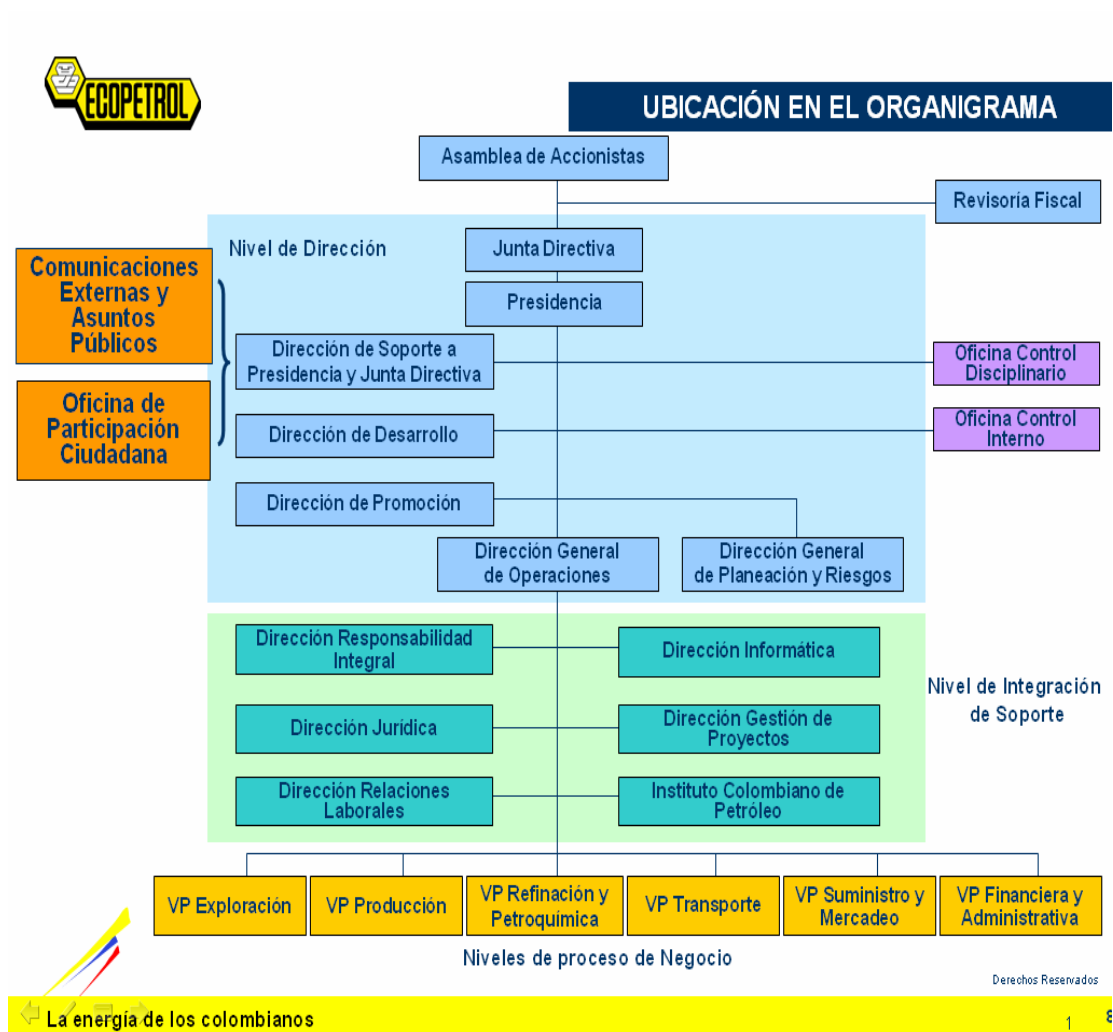 ECOPETROL
UBICACIÓN EN EL ORGANIGRAMA
Asamblea de Accionistas
Revisoría Fiscal
Nivel de Dirección
Junta Directiva
Comunicaciones
Externas y
Asuntos
Públicos
Presidencia
Dirección de Soporte a
Presidencia y Junta Directiva
Oficina Control
Disciplinario
Oficina de
Participación
Ciudadana
Dirección de Desarrollo
Oficina Control
Interno
Dirección de Promoción
Dirección General
de Operaciones
Dirección General
de Planeación y Riesgos
Dirección Responsabilidad
Integral
Dirección Informática
Nivel de Integración
de Soporte
Dirección Jurídica
Dirección Gestión de
Proyectos
Dirección Relaciones
Laborales
Instituto Colombiano de
Petróleo
VP Exploración
VP Producción
VP Refinación y
Petroquímica
VP Transporte
VP Suministro y
Mercadeo
VP Financiera y
Administrativa
Niveles de proceso de Negocio
Derechos Reservados
La energía de los colombianos
1
8